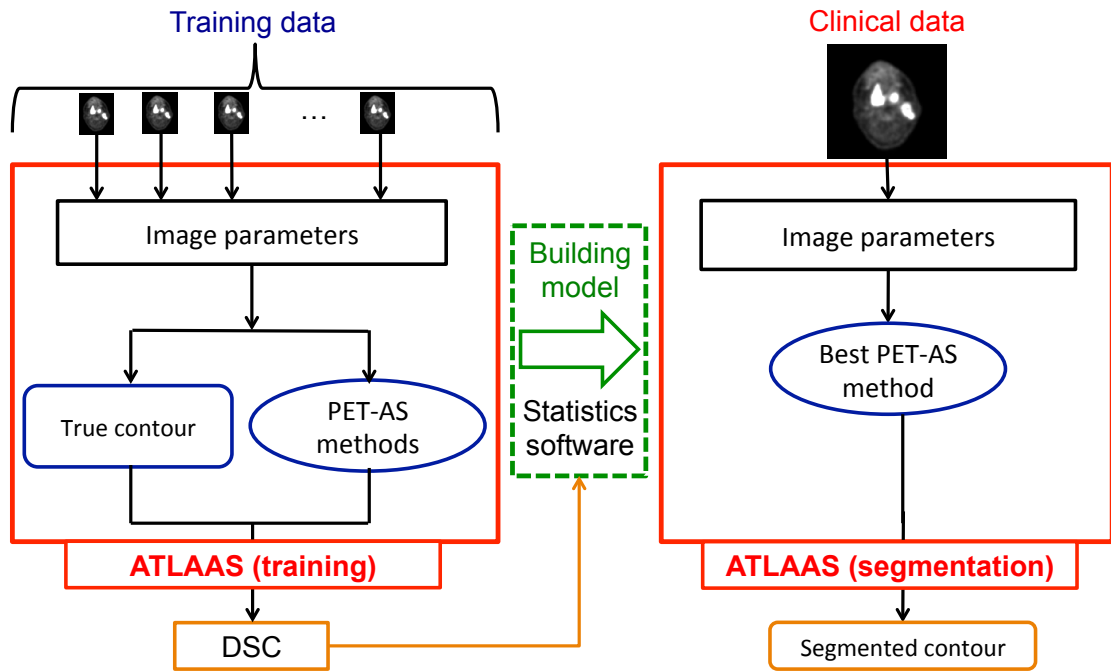 Training data
...
Image parameters
True contour
PET-AS
methods
ATLAAS (training)
DSC
Building
model
Statistics
software
Clinical data
Image parameters
Best PET-AS
method
ATLAAS (segmentation)
Segmented contour